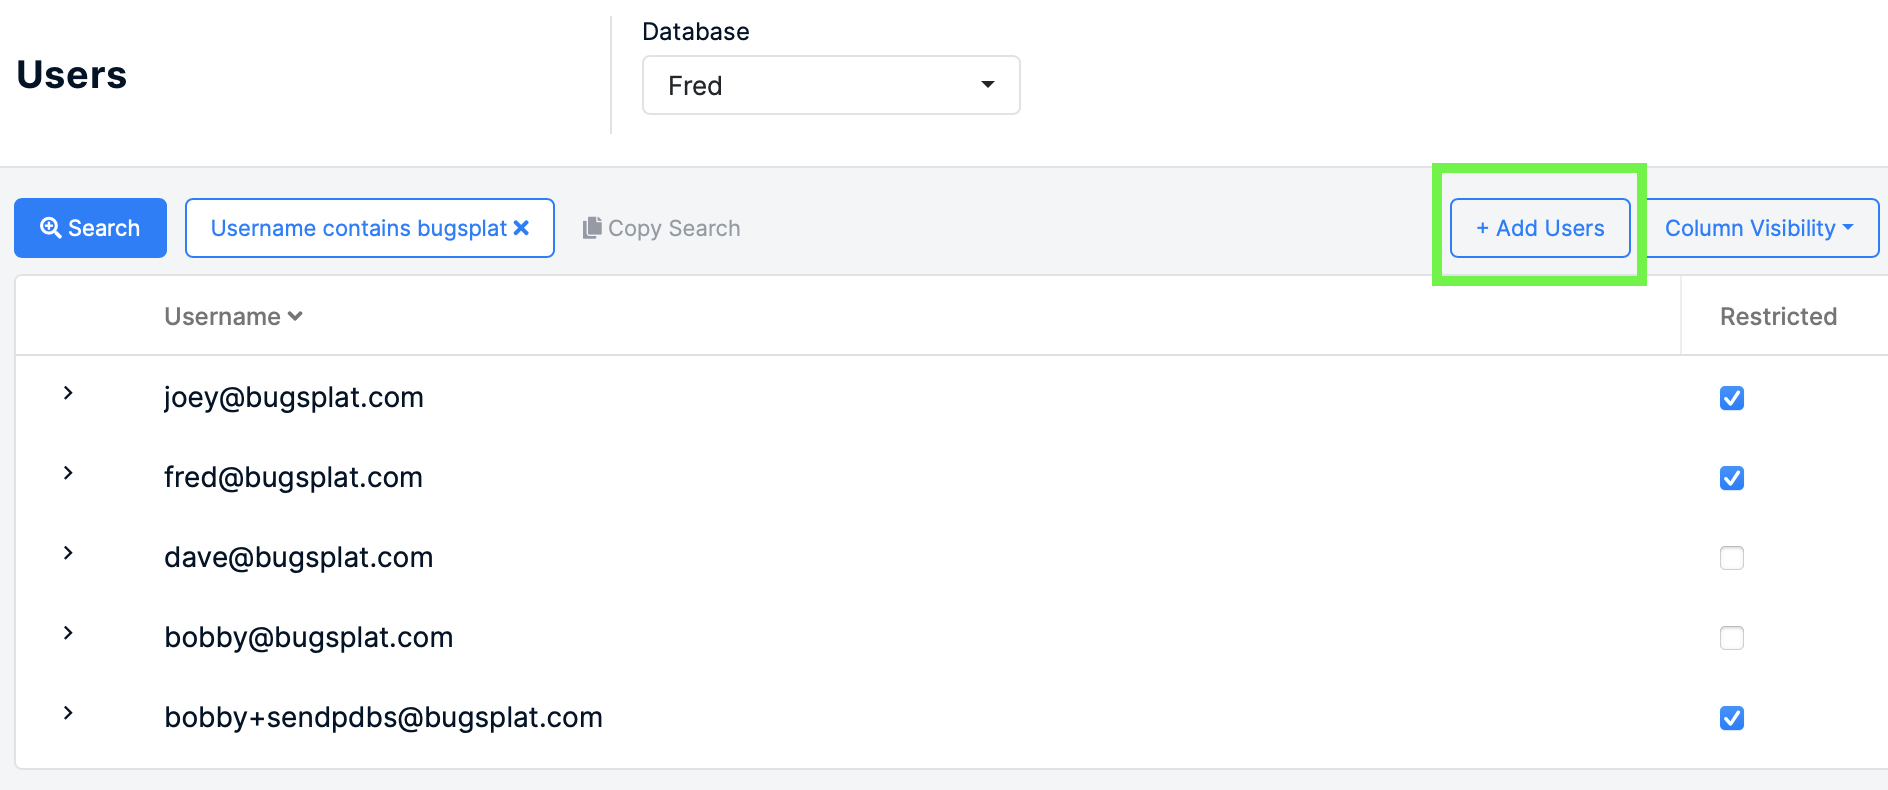 Users
Database
Fred
Search
Username contains bugsplat
Copy Search
+ Add Users
Column Visibility
Username
Restricted
joey@bugsplat.com
fred@bugsplat.com
dave@bugsplat.com
bobby@bugsplat.com
bobby+sendpdbs@bugsplat.com